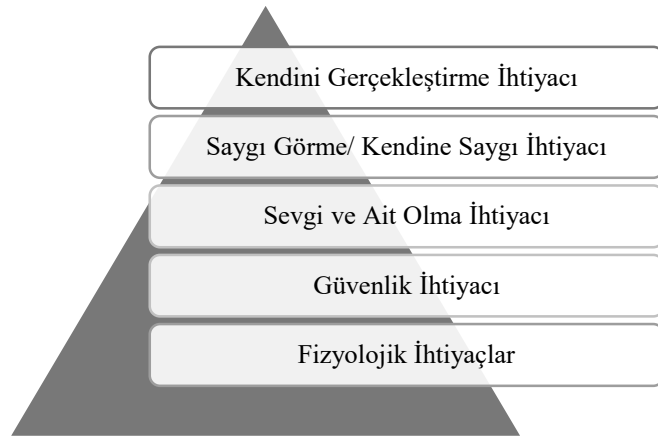 Kendini Gerçekleştirme İhtiyacı
Saygı Görme/ Kendine Saygı İhtiyacı
Sevgi ve Ait Olma İhtiyacı
Güvenlik İhtiyacı
Fizyolojik İhtiyaçlar